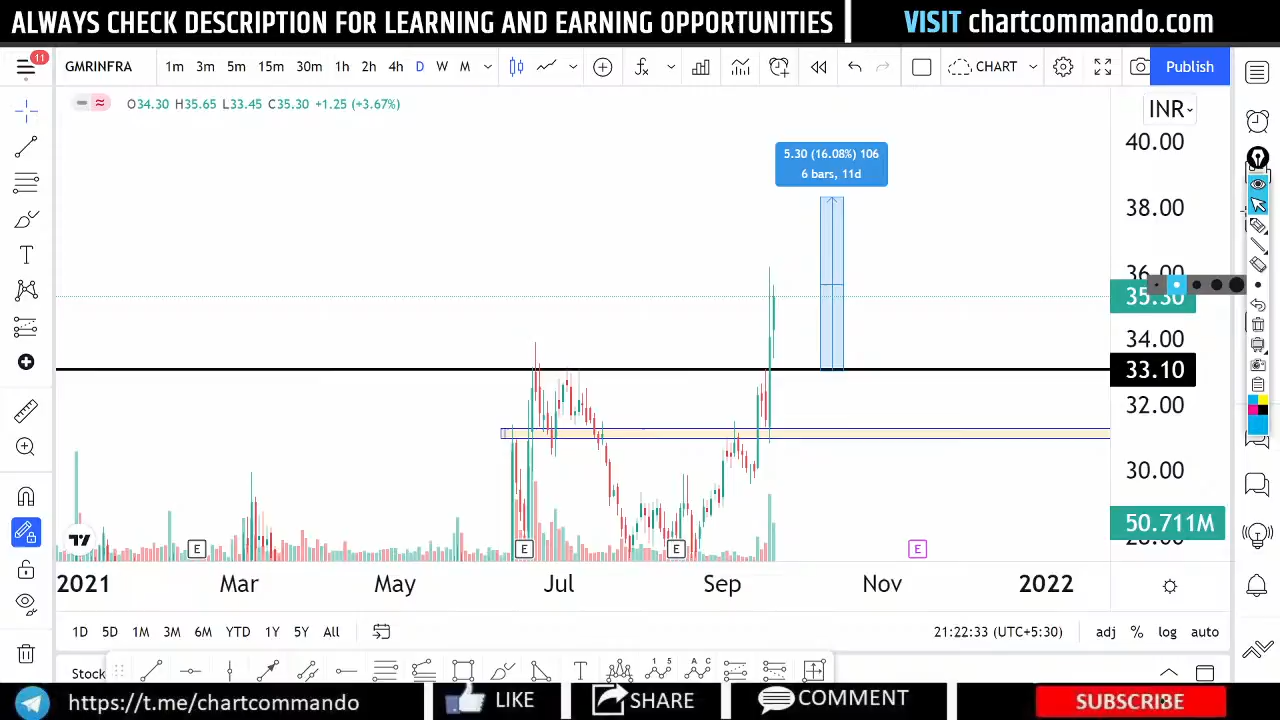 ALWAYS CHECK DESCRIPTION FOR LEARNING AND EARNING OPPORTUNITIES
VISIT chartcommando.com
11
GMRINFRA 1m 3m 5m 15m 30m 1h 2h 4h D W M CHART Publish
O34.30 H35.65 L33.45 C35.30 +1.25 (+3.67%)
INR
40.00
5.30 (16.08%) 106
6 bars, 11d
38.00
36.00
35.30
34.00
33.10
32.00
30.00
50.711M
28.00
E E E E
2021 Mar May Jul Sep Nov 2022
1D 5D 1M 3M 6M YTD 1Y 5Y All
21:22:33 (UTC+5:30) adj % log auto
Stock
https://t.me/chartcommando LIKE SHARE COMMENT SUBSCRIBE